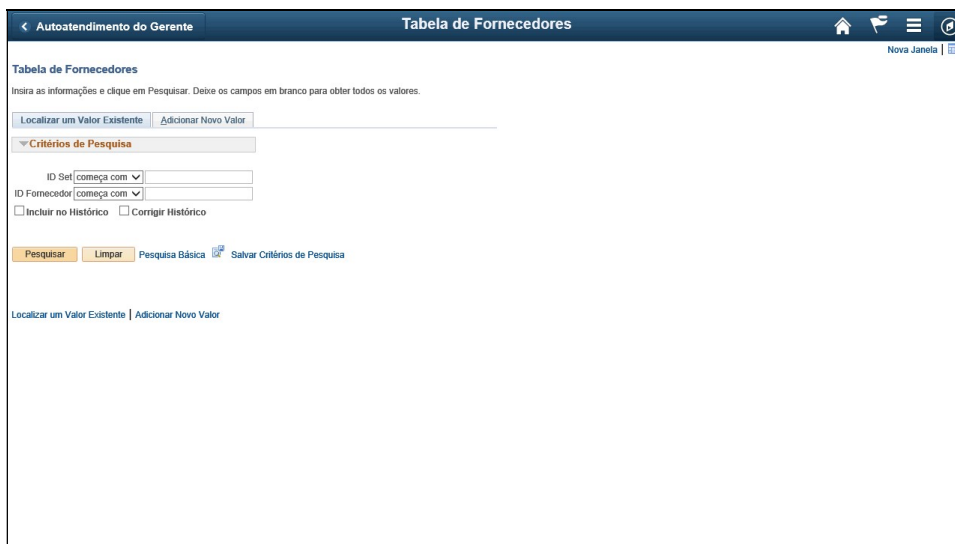 Autoatendimento do Gerente
Tabela de Fornecedores
Nova Janela
Tabela de Fornecedores
Insira as informações e clique em Pesquisar. Deixe os campos em branco para obter todos os valores.
Localizar um Valor Existente Adicionar Novo Valor
Critérios de Pesquisa
ID Set começa com
ID Fornecedor começa com
Incluir no Histórico Corrigir Histórico
Pesquisar Limpar Pesquisa Básica Salvar Critérios de Pesquisa
Localizar um Valor Existente | Adicionar Novo Valor